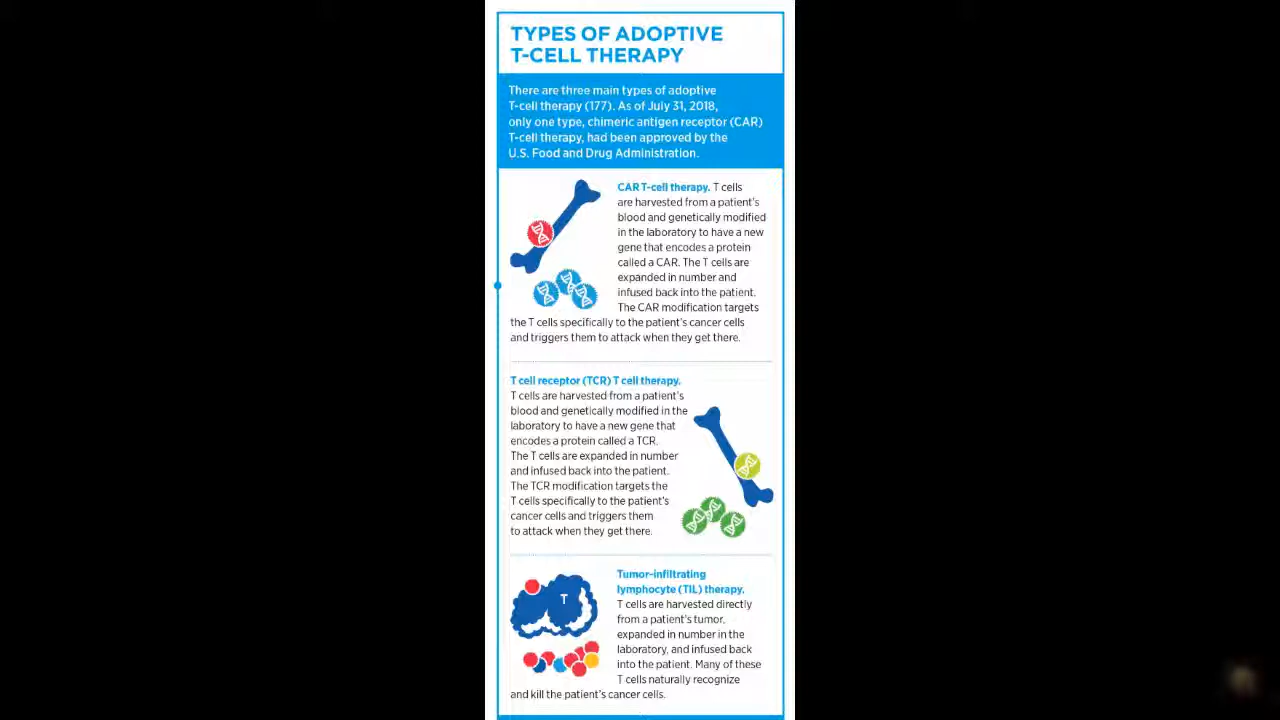 TYPES OF ADOPTIVE
T-CELL THERAPY
There are three main types of adoptive
T-cell therapy (177). As of July 31, 2018,
only one type, chimeric antigen receptor (CAR)
T-cell therapy, had been approved by the
U.S. Food and Drug Administration.
CAR T-cell therapy. T cells
are harvested from a patient's
blood and genetically modified
in the laboratory to have a new
gene that encodes a protein
called a CAR. The T cells are
expanded in number and
infused back into the patient.
The CAR modification targets
the T cells specifically to the patient's cancer cells
and triggers them to attack when they get there.
T cell receptor (TCR) T cell therapy.
T cells are harvested from a patient's
blood and genetically modified in the
laboratory to have a new gene that
encodes a protein called a TCR.
The T cells are expanded in number
and infused back into the patient.
The TCR modification targets the
T cells specifically to the patient's
cancer cells and triggers them
to attack when they get there.
Tumor-infiltrating
lymphocyte (TIL) therapy.
T
T cells are harvested directly
from a patient's tumor,
expanded in number in the
laboratory, and infused back
into the patient. Many of these
T cells naturally recognize
and kill the patient's cancer cells.